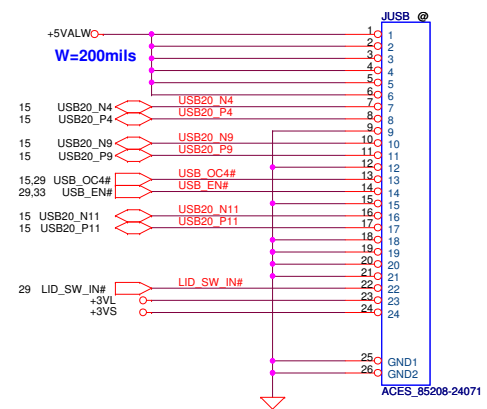 JUSB @
+5VALW
1 1
W=200mils
2 2
3 3
4 4
5 5
6 6
15 USB20_N4 USB20_N4 7 7
15 USB20_P4 USB20_P4 8 8
9 9
15 USB20_N9 USB20_N9 10 10
15 USB20_P9 USB20_P9 11 11
12 12
15,29 USB_OC4# USB_OC4# 13 13
29,33 USB_EN# USB_EN# 14 14
15 15
15 USB20_N11 USB20_N11 16 16
15 USB20_P11 USB20_P11 17 17
18 18
19 19
20 20
21 21
29 LID_SW_IN# LID_SW_IN# 22 22
+3VL 23 23
+3VS 24 24
25 GND1
26 GND2
ACES_85208-24071